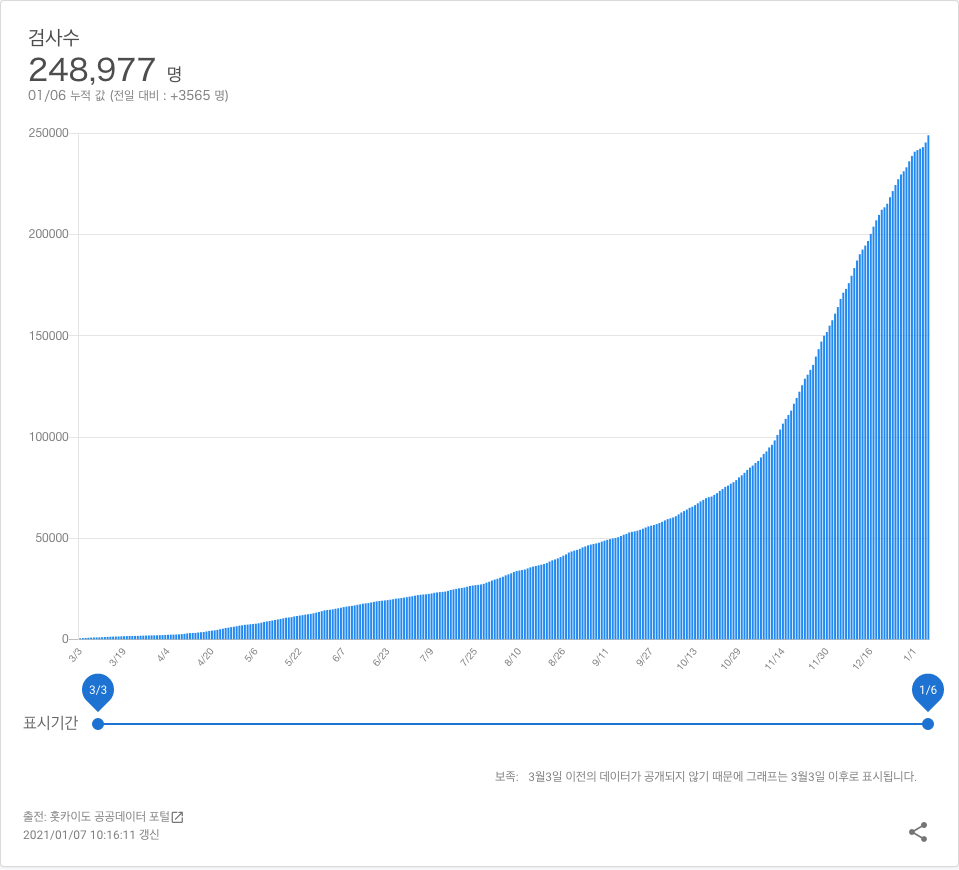 검사수
248,977 명
01/06 누적 값 (전일 대비 : +3565 명)
250000
200000
150000
100000
50000
0
3/3 3/19 4/4 4/20 5/6 5/22 6/7 6/23 7/9 7/25 8/10 8/26 9/11 9/27 10/13 10/29 11/14 11/30 12/16 1/1
3/3 1/6
표시기간
보족: 3월3일 이전의 데이터가 공개되지 않기 때문에 그래프는 3월3일 이후로 표시됩니다.
출전: 홋카이도 공공데이터 포털
2021/01/07 10:16:11 갱신